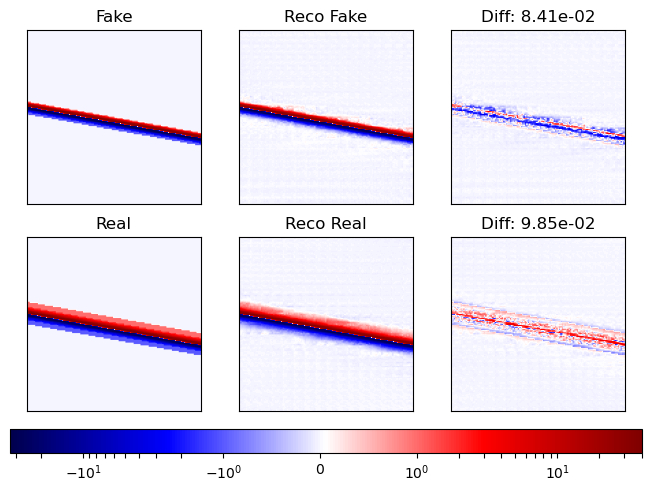 Fake Reco Fake Diff: 8.41e-02
Real Reco Real Diff: 9.85e-02
−10¹ −10⁰ 0 10⁰ 10¹